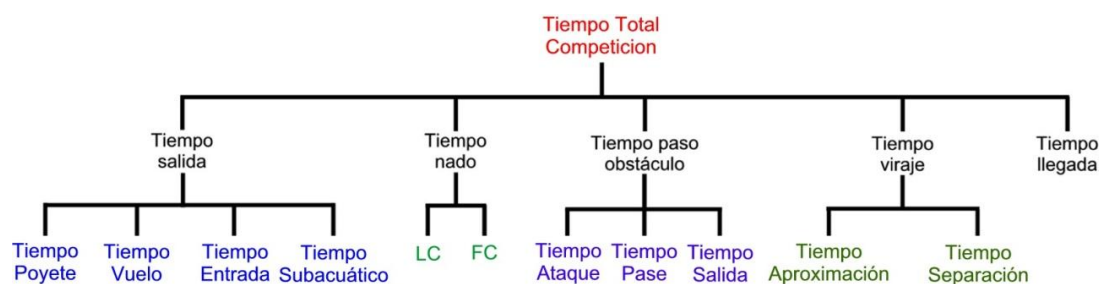 Tiempo Total
Competicion
Tiempo
salida
Tiempo
nado
Tiempo paso
obstáculo
Tiempo
viraje
Tiempo
llegada
Tiempo
Poyete
Tiempo
Vuelo
Tiempo
Entrada
Tiempo
Subacuático
LC
FC
Tiempo
Ataque
Tiempo
Pase
Tiempo
Salida
Tiempo
Aproximación
Tiempo
Separación